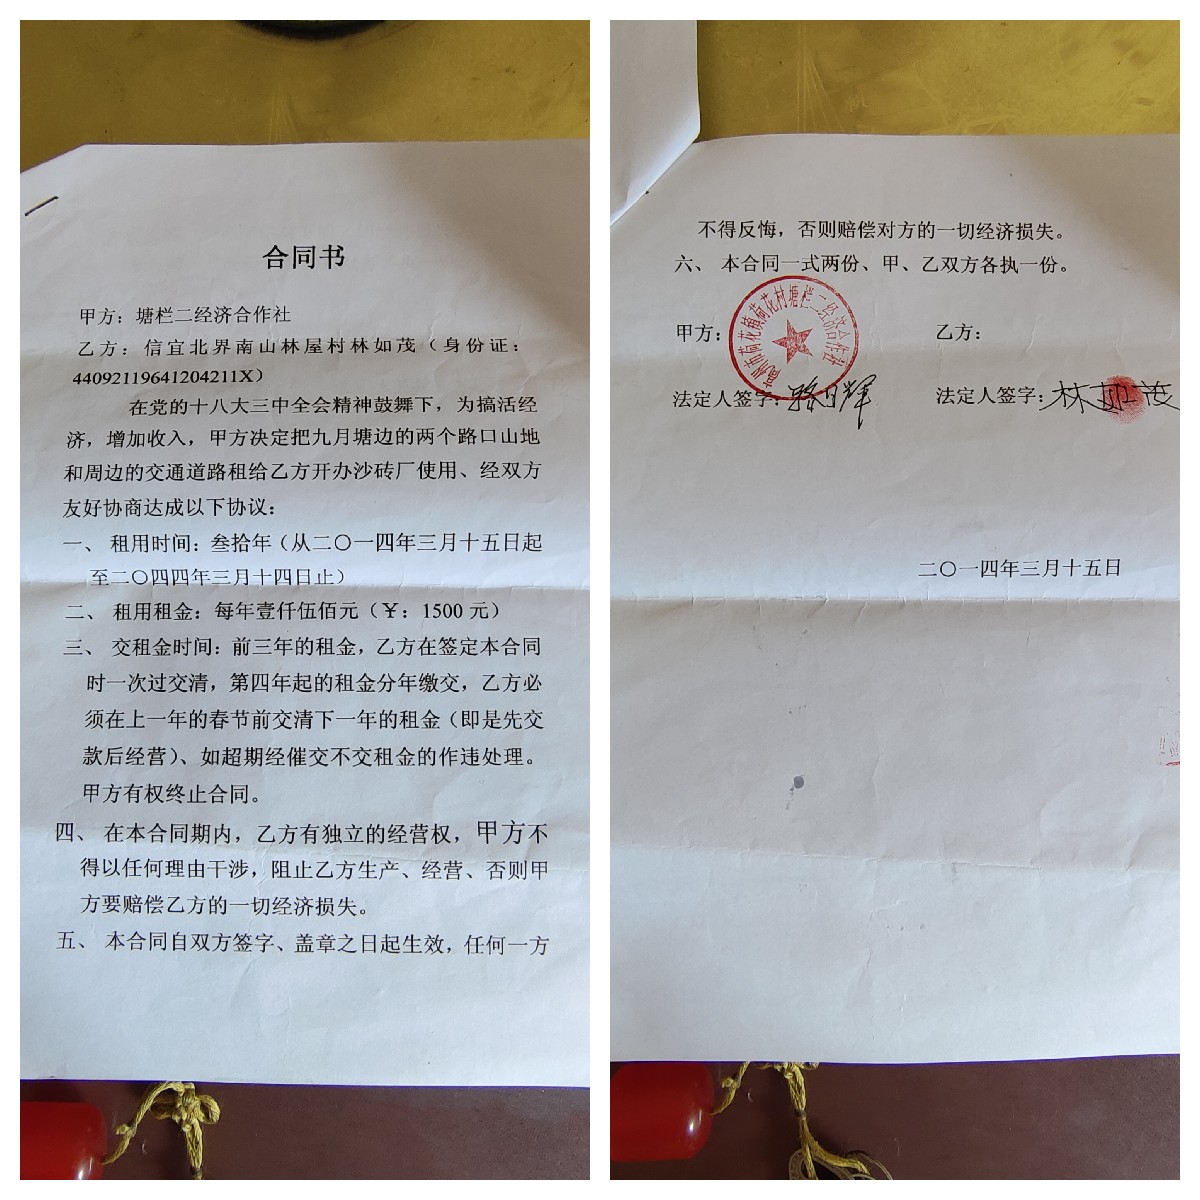 合同书
甲方：塘栏二经济合作社
乙方：信宜北界南山林屋村林如茂（身份证：
44092119641204211X）
在党的十八大三中全会精神鼓舞下，为搞活经
济，增加收入，甲方决定把九月塘边的两个路口山地
和周边的交通道路租给乙方开办沙砖厂使用、经双方
友好协商达成以下协议：
一、 租用时间：叁拾年（从二〇一四年三月十五日起
至二〇四四年三月十四日止）
二、 租用租金：每年壹仟伍佰元（￥：1500 元）
三、 交租金时间：前三年的租金，乙方在签定本合同
时一次过交清，第四年起的租金分年缴交，乙方必
须在上一年的春节前交清下一年的租金（即是先交
款后经营）、如超期经催交不交租金的作违处理。
甲方有权终止合同。
四、 在本合同期内，乙方有独立的经营权，甲方不
得以任何理由干涉，阻止乙方生产、经营、否则甲
方要赔偿乙方的一切经济损失。
五、 本合同自双方签字、盖章之日起生效，任何一方
不得反悔，否则赔偿对方的一切经济损失。
六、 本合同一式两份、甲、乙双方各执一份。
甲方： 乙方：
州市荷花镇荷花村塘栏二经济合作社
法定人签字： 法定人签字：林如茂
二〇一四年三月十五日